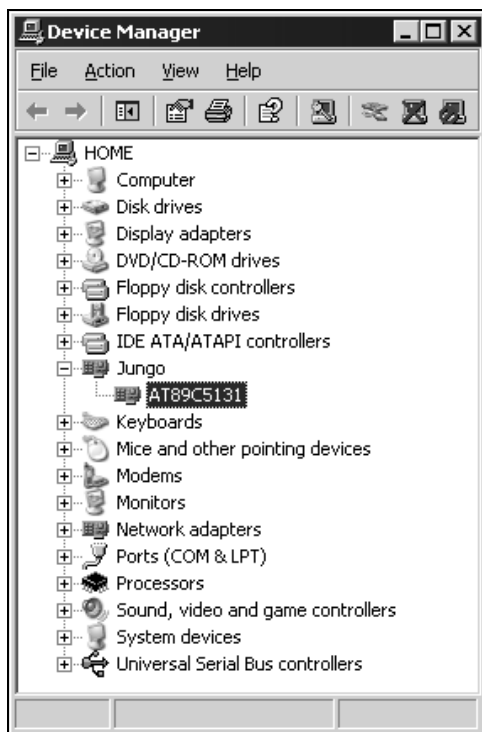 Device Manager
File Action View Help
HOME
Computer
Disk drives
Display adapters
DVD/CD-ROM drives
Floppy disk controllers
Floppy disk drives
IDE ATA/ATAPI controllers
Jungo
AT89C5131
Keyboards
Mice and other pointing devices
Modems
Monitors
Network adapters
Ports (COM & LPT)
Processors
Sound, video and game controllers
System devices
Universal Serial Bus controllers